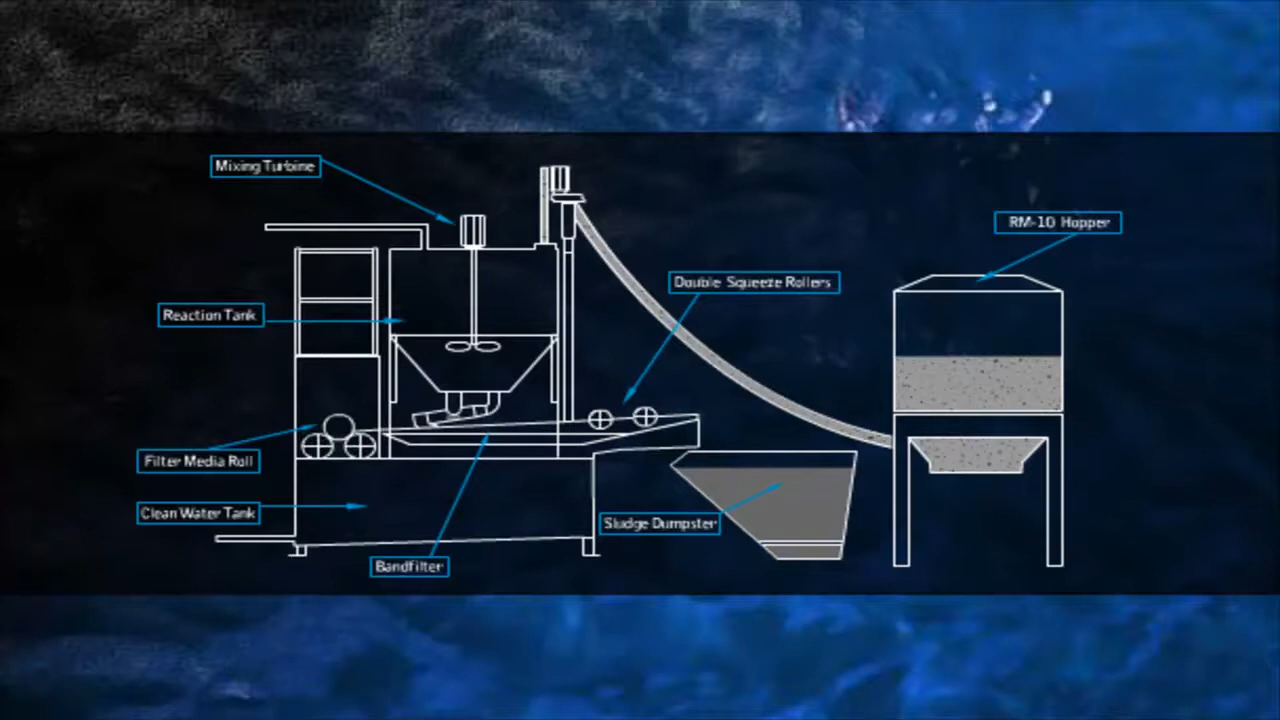 Mixing Turbine
RM-10 Hopper
Double Squeeze Rollers
Reaction Tank
Filter Media Roll
Clean Water Tank
Sludge Dumpster
Bandfilter